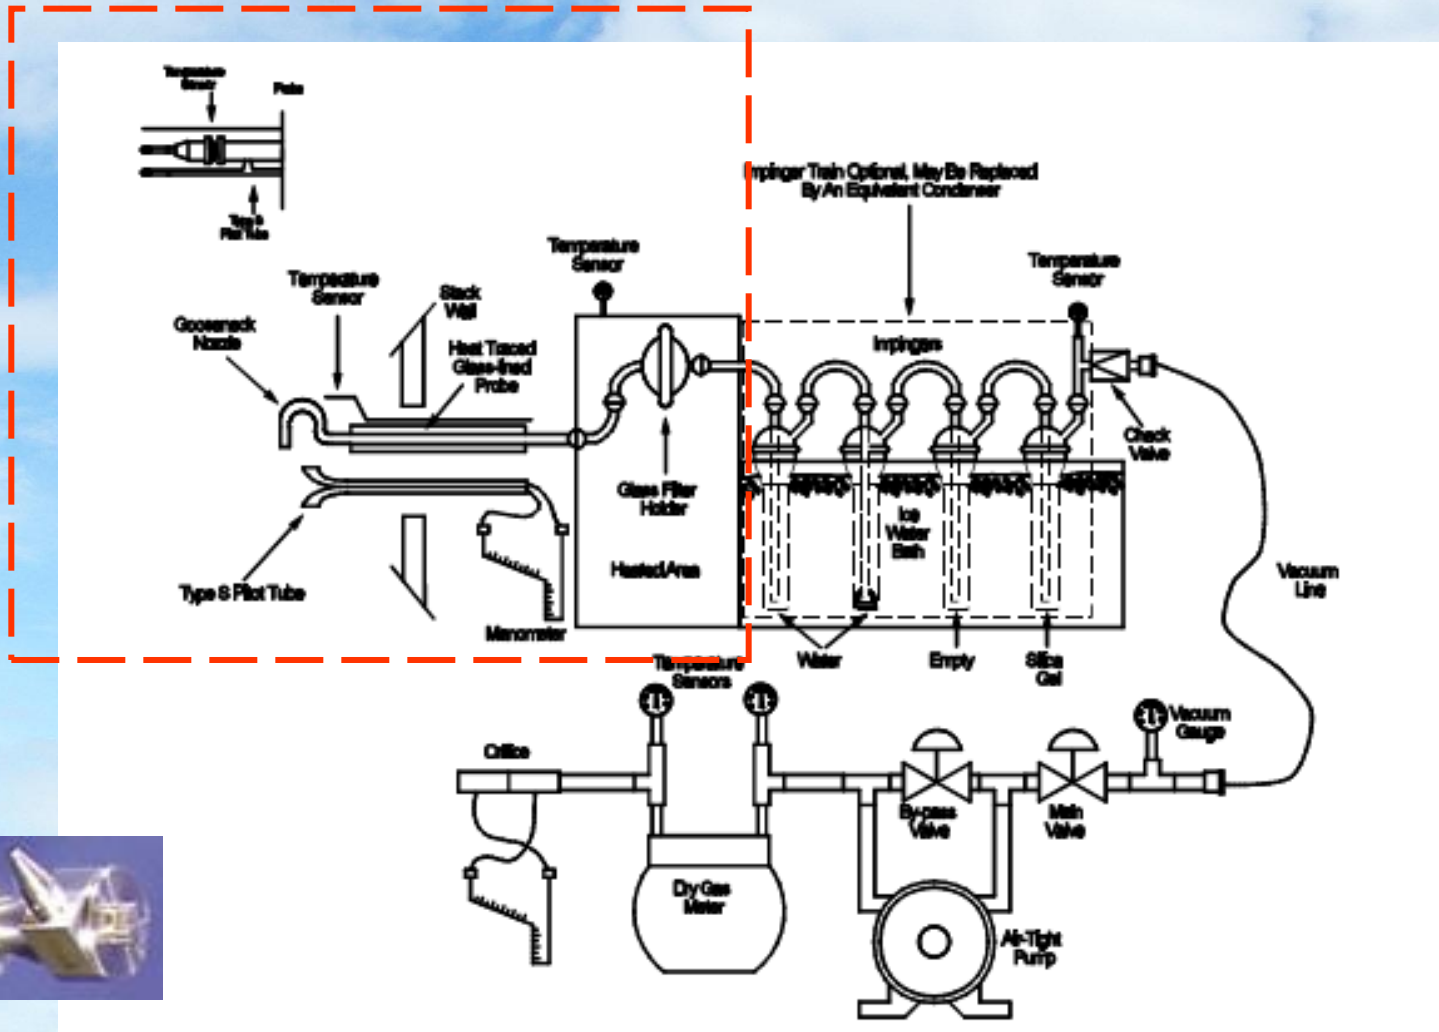 Temperature
Sensor
Probe
Type S
Pitot Tube
Impinger Train Optional, May Be Replaced
By An Equivalent Condenser
Temperature
Sensor
Temperature
Sensor
Temperature
Sensor
Stack
Wall
Gooseneck
Nozzle
Heat Traced
Glass-lined
Probe
Impingers
Check
Valve
Glass Filter
Holder
Ice
Water
Bath
Heated Area
Vacuum
Line
Type S Pitot Tube
Manometer
Water
Empty
Silica
Gel
Temperature
Sensors
Vacuum
Gauge
Orifice
By-pass
Valve
Main
Valve
Dry Gas
Meter
Air-Tight
Pump